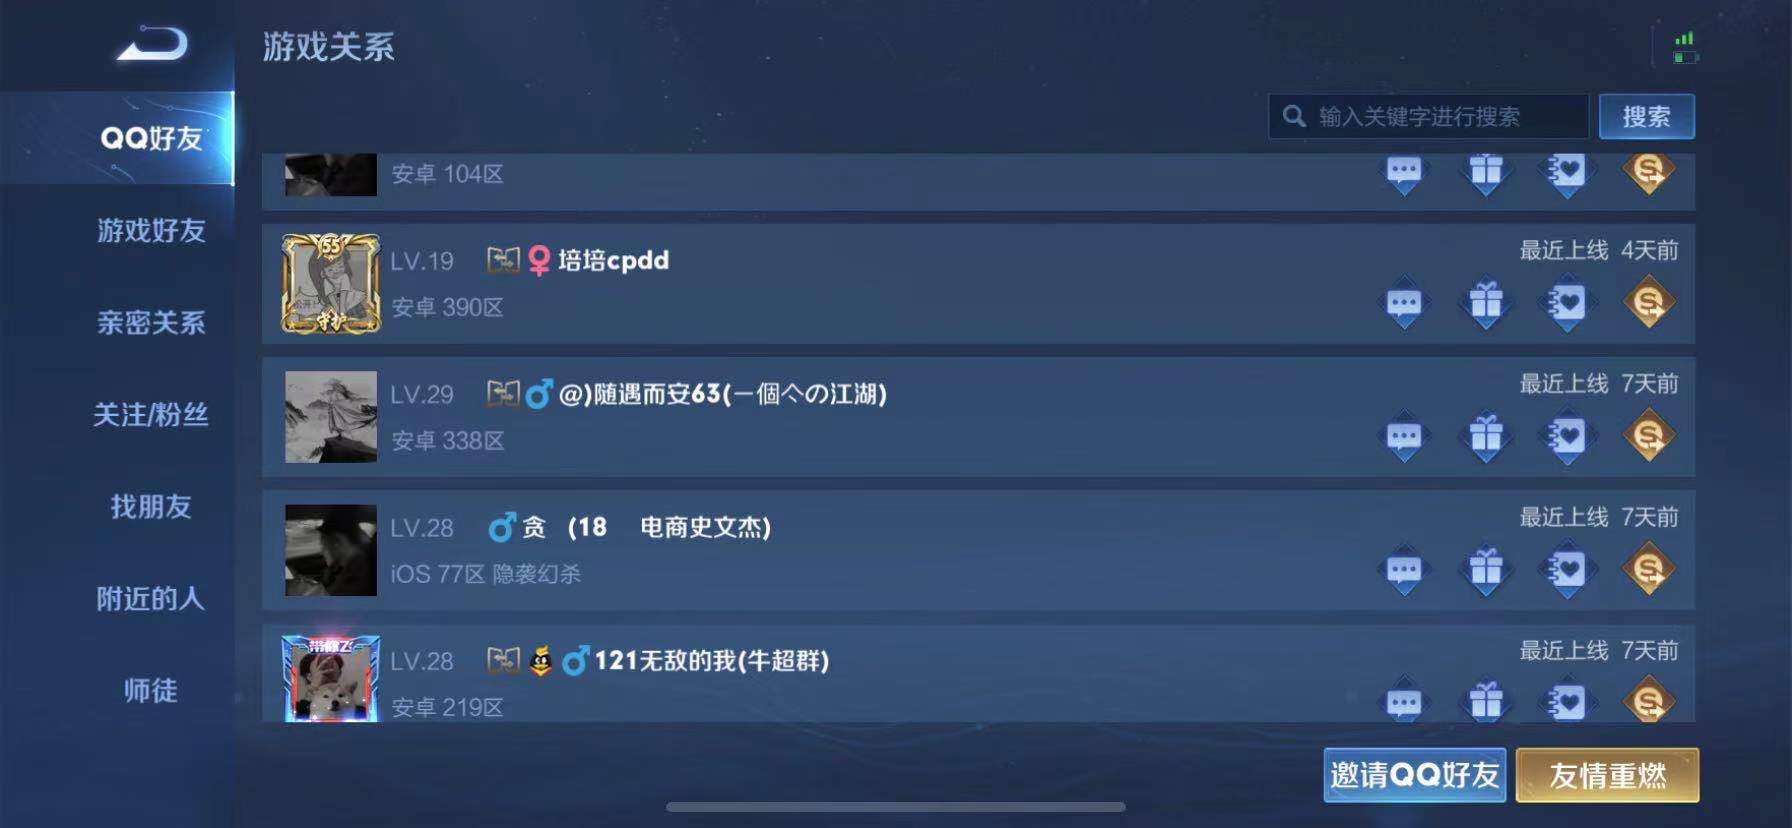 游戏关系
QQ好友
游戏好友
亲密关系
关注/粉丝
找朋友
附近的人
师徒
输入关键字进行搜索
搜索
安卓 104区
55
守护
LV.19
培培cpdd
安卓 390区
最近上线 4天前
LV.29
@)随遇而安63(一個亽の江湖)
安卓 338区
最近上线 7天前
LV.28
贪 (18 电商史文杰)
iOS 77区 隐袭幻杀
最近上线 7天前
带你飞
LV.28
121无敌的我(牛超群)
安卓 219区
最近上线 7天前
邀请QQ好友
友情重燃